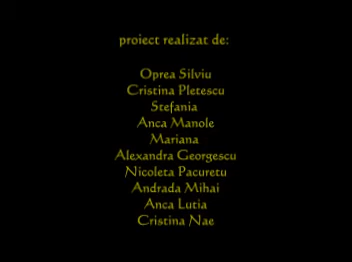 proiect realizat de:
Oprea Silviu
Cristina Pletescu
Stefania
Anca Manole
Mariana
Alexandra Georgescu
Nicoleta Pacuretu
Andrada Mihai
Anca Lutia
Cristina Nae